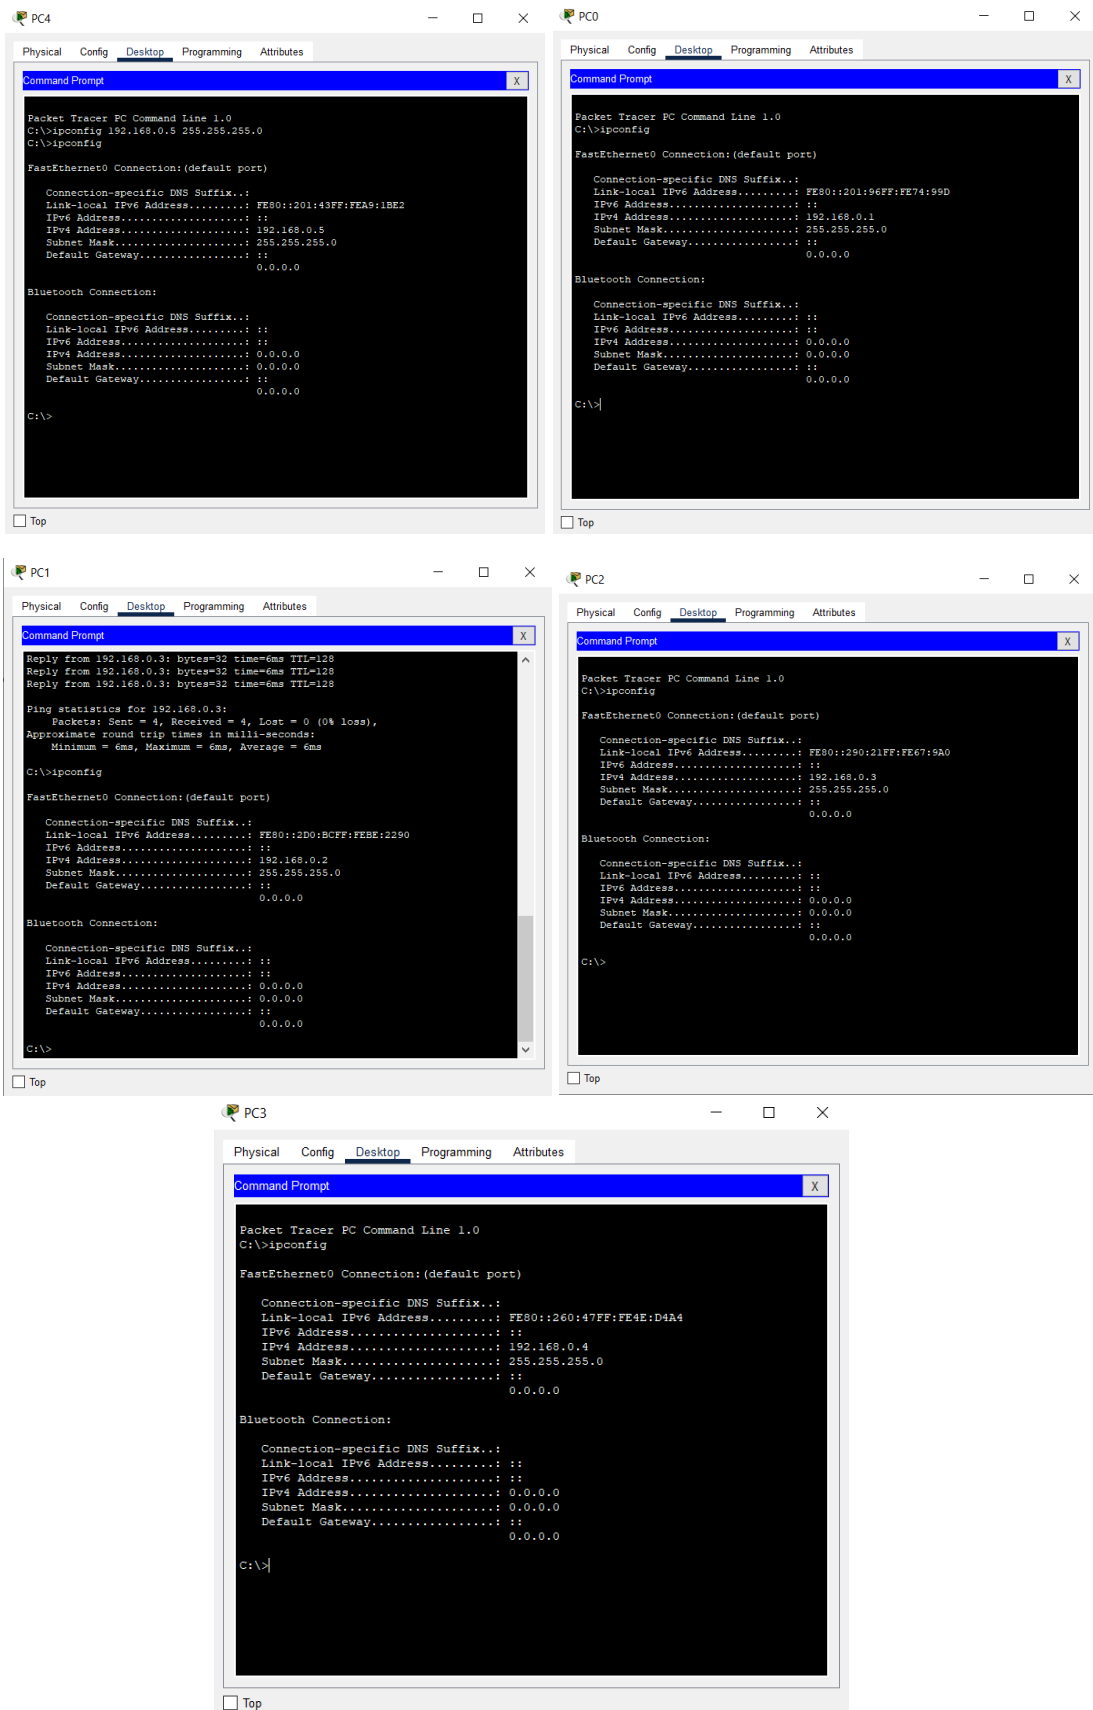 PC4
Physical Config Desktop Programming Attributes
Command Prompt X
Packet Tracer PC Command Line 1.0
C:\>ipconfig 192.168.0.5 255.255.255.0
C:\>ipconfig
FastEthernet0 Connection:(default port)
Connection-specific DNS Suffix..:
Link-local IPv6 Address.........: FE80::201:43FF:FEA9:1BE2
IPv6 Address....................: ::
IPv4 Address....................: 192.168.0.5
Subnet Mask.....................: 255.255.255.0
Default Gateway.................: ::
0.0.0.0
Bluetooth Connection:
Connection-specific DNS Suffix..:
Link-local IPv6 Address.........: ::
IPv6 Address....................: ::
IPv4 Address....................: 0.0.0.0
Subnet Mask.....................: 0.0.0.0
Default Gateway.................: ::
0.0.0.0
C:\>
Top
PC0
Physical Config Desktop Programming Attributes
Command Prompt X
Packet Tracer PC Command Line 1.0
C:\>ipconfig
FastEthernet0 Connection:(default port)
Connection-specific DNS Suffix..:
Link-local IPv6 Address.........: FE80::201:96FF:FE74:99D
IPv6 Address....................: ::
IPv4 Address....................: 192.168.0.1
Subnet Mask.....................: 255.255.255.0
Default Gateway.................: ::
0.0.0.0
Bluetooth Connection:
Connection-specific DNS Suffix..:
Link-local IPv6 Address.........: ::
IPv6 Address....................: ::
IPv4 Address....................: 0.0.0.0
Subnet Mask.....................: 0.0.0.0
Default Gateway.................: ::
0.0.0.0
C:\>
Top
PC1
Physical Config Desktop Programming Attributes
Command Prompt X
Reply from 192.168.0.3: bytes=32 time=6ms TTL=128
Reply from 192.168.0.3: bytes=32 time=6ms TTL=128
Reply from 192.168.0.3: bytes=32 time=6ms TTL=128
Ping statistics for 192.168.0.3:
Packets: Sent = 4, Received = 4, Lost = 0 (0% loss),
Approximate round trip times in milli-seconds:
Minimum = 6ms, Maximum = 6ms, Average = 6ms
C:\>ipconfig
FastEthernet0 Connection:(default port)
Connection-specific DNS Suffix..:
Link-local IPv6 Address.........: FE80::2D0:BCFF:FEBE:2290
IPv6 Address....................: ::
IPv4 Address....................: 192.168.0.2
Subnet Mask.....................: 255.255.255.0
Default Gateway.................: ::
0.0.0.0
Bluetooth Connection:
Connection-specific DNS Suffix..:
Link-local IPv6 Address.........: ::
IPv6 Address....................: ::
IPv4 Address....................: 0.0.0.0
Subnet Mask.....................: 0.0.0.0
Default Gateway.................: ::
0.0.0.0
C:\>
Top
PC2
Physical Config Desktop Programming Attributes
Command Prompt X
Packet Tracer PC Command Line 1.0
C:\>ipconfig
FastEthernet0 Connection:(default port)
Connection-specific DNS Suffix..:
Link-local IPv6 Address.........: FE80::290:21FF:FE67:9A0
IPv6 Address....................: ::
IPv4 Address....................: 192.168.0.3
Subnet Mask.....................: 255.255.255.0
Default Gateway.................: ::
0.0.0.0
Bluetooth Connection:
Connection-specific DNS Suffix..:
Link-local IPv6 Address.........: ::
IPv6 Address....................: ::
IPv4 Address....................: 0.0.0.0
Subnet Mask.....................: 0.0.0.0
Default Gateway.................: ::
0.0.0.0
C:\>
Top
PC3
Physical Config Desktop Programming Attributes
Command Prompt X
Packet Tracer PC Command Line 1.0
C:\>ipconfig
FastEthernet0 Connection:(default port)
Connection-specific DNS Suffix..:
Link-local IPv6 Address.........: FE80::260:47FF:FE4E:D4A4
IPv6 Address....................: ::
IPv4 Address....................: 192.168.0.4
Subnet Mask.....................: 255.255.255.0
Default Gateway.................: ::
0.0.0.0
Bluetooth Connection:
Connection-specific DNS Suffix..:
Link-local IPv6 Address.........: ::
IPv6 Address....................: ::
IPv4 Address....................: 0.0.0.0
Subnet Mask.....................: 0.0.0.0
Default Gateway.................: ::
0.0.0.0
C:\>
Top